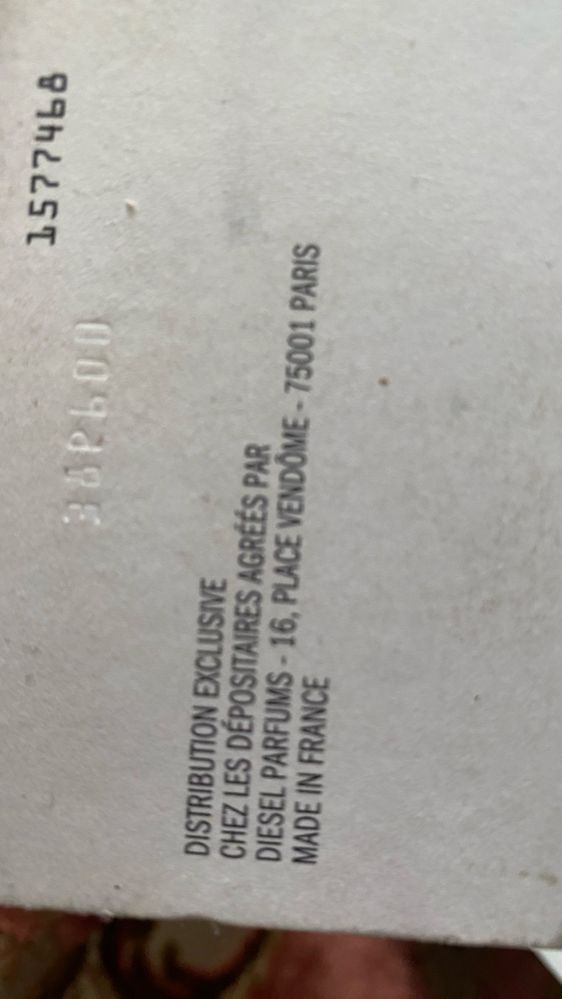 1577468
DISTRIBUTION EXCLUSIVE
CHEZ LES DÉPOSITAIRES AGRÉÉS PAR
DIESEL PARFUMS - 16, PLACE VENDÔME - 75001 PARIS
MADE IN FRANCE